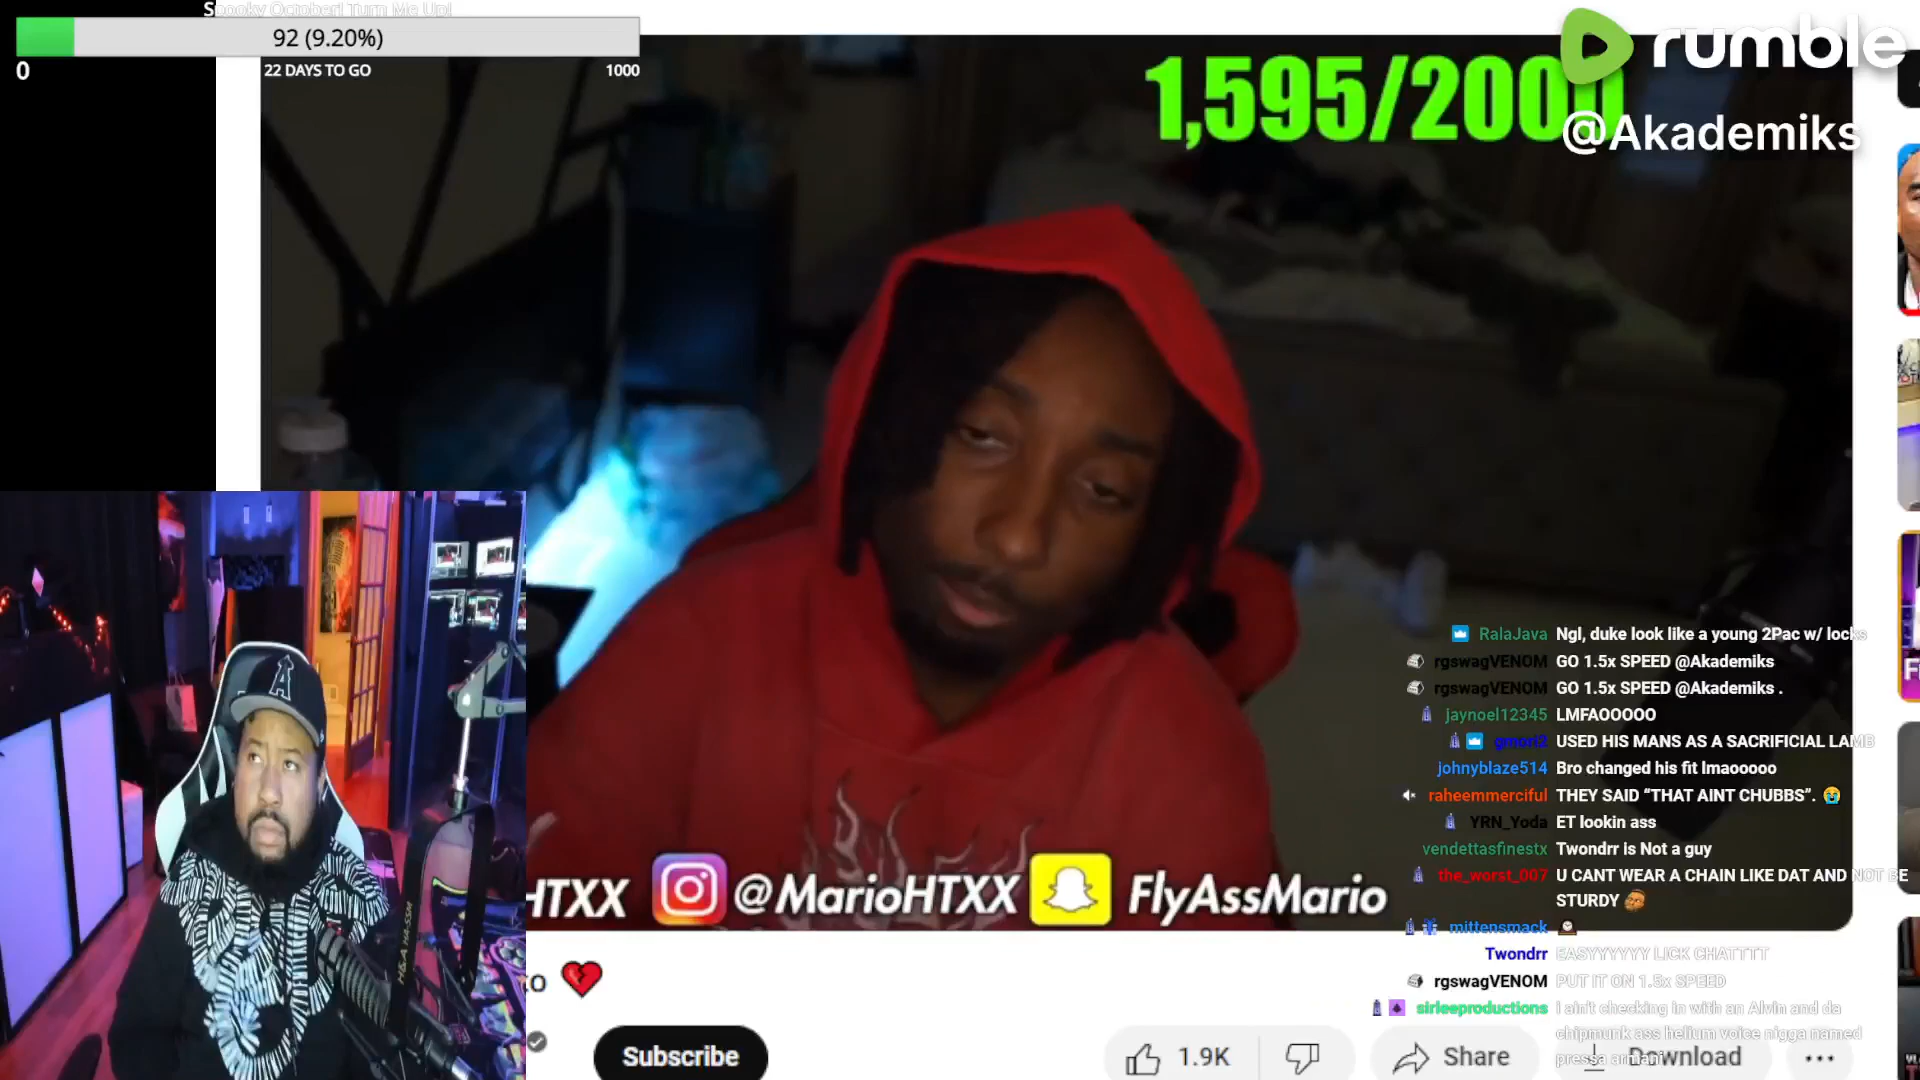 Spooky October! Turn Me Up!
92 (9.20%)
0
22 DAYS TO GO
1000
1,595/2000
rumble
@Akademiks
A
RalaJava Ngl, duke look like a young 2Pac w/ locks
rgswagVENOM GO 1.5x SPEED @Akademiks
rgswagVENOM GO 1.5x SPEED @Akademiks .
jaynoel12345 LMFAOOOOO
gmori2 USED HIS MANS AS A SACRIFICIAL LAMB
johnyblaze514 Bro changed his fit lmaooooo
raheemmerciful THEY SAID “THAT AINT CHUBBS”. 😭
YRN_Yoda ET lookin ass
vendettasfinestx Twondrr is Not a guy
the_worst_007 U CANT WEAR A CHAIN LIKE DAT AND NOT BE
STURDY
mittensmack
Twondrr EASYYYYYY LICK CHATTTT
rgswagVENOM PUT IT ON 1.5x SPEED
sirleeproductions I ain't checking in with an Alvin and da
chipmunk ass helium voice nigga named
pressa armani
HTXX @MarioHTXX FlyAssMario
to 💔
Subscribe
1.9K
Share
Download
...